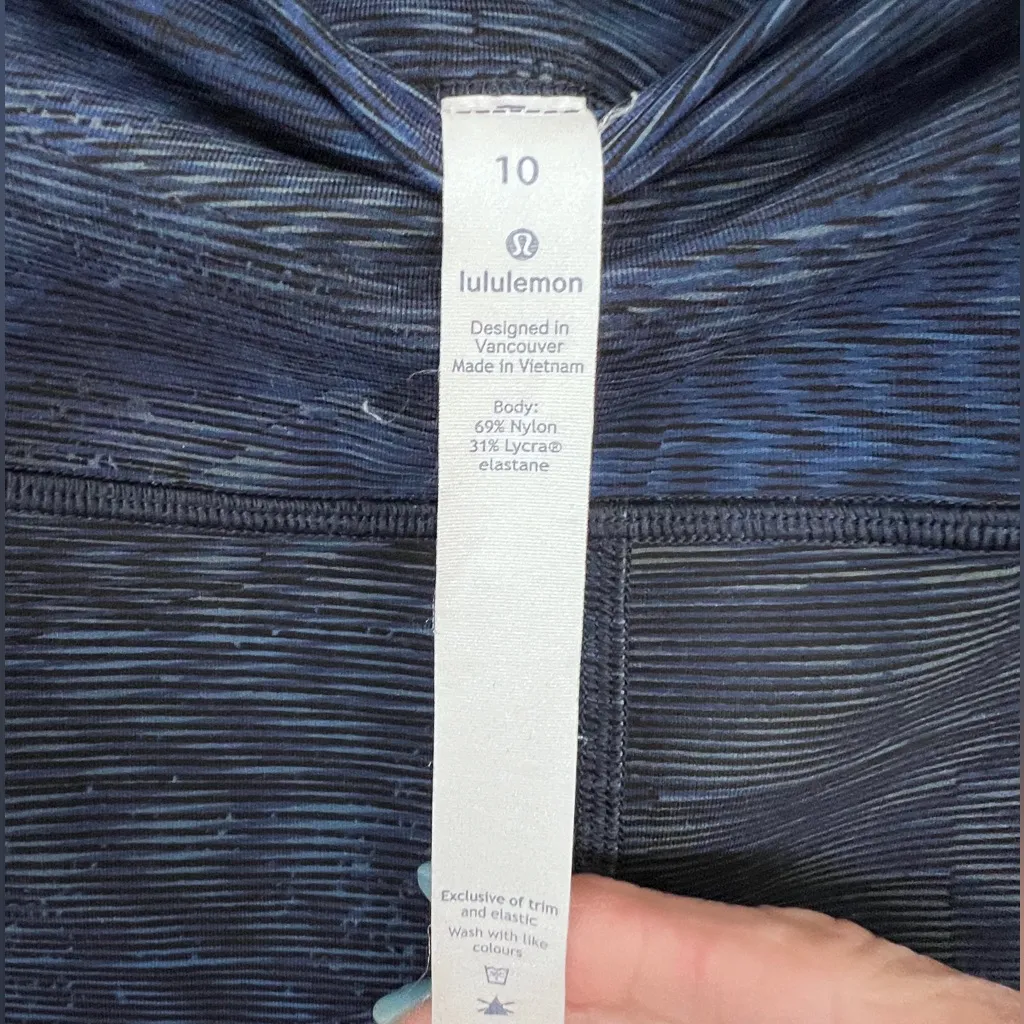 10
lululemon
Designed in
Vancouver
Made in Vietnam
Body:
69% Nylon
31% Lycra®
elastane
Exclusive of trim
and elastic
Wash with like
colours